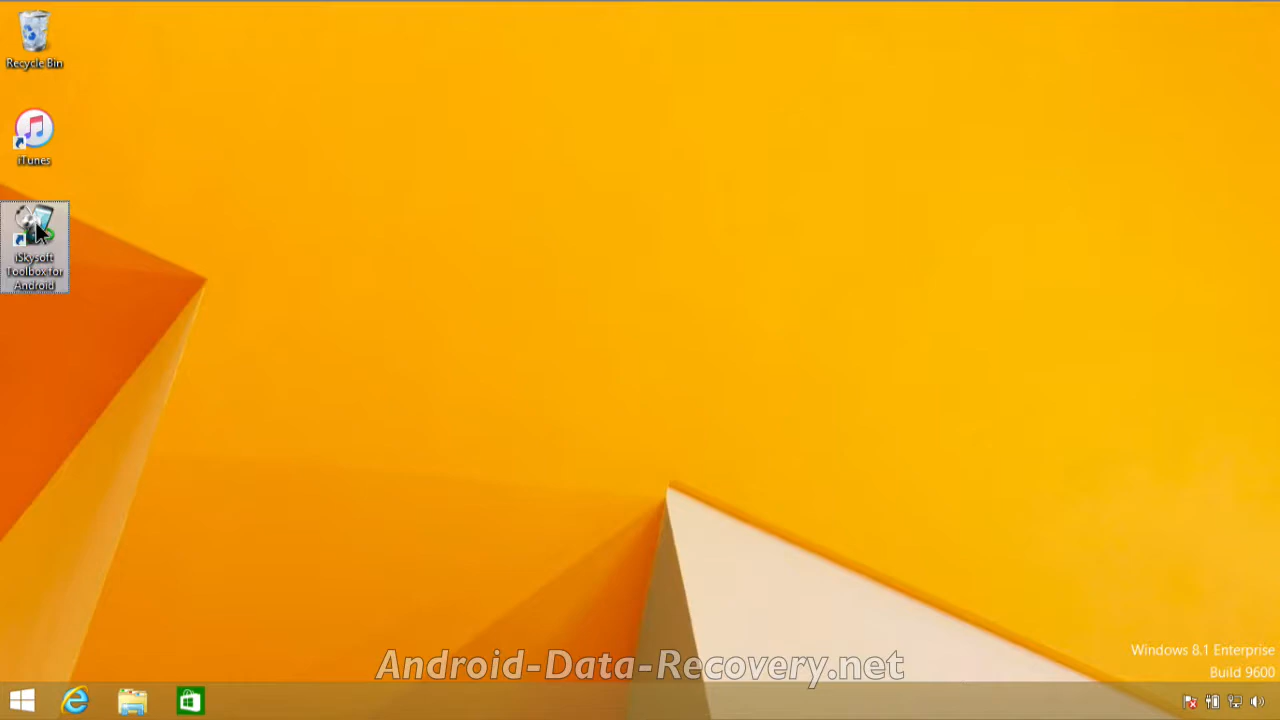 Recycle Bin
iTunes
iSkysoft
Toolbox for
Android
Windows 8.1 Enterprise
Build 9600
Android-Data-Recovery.net